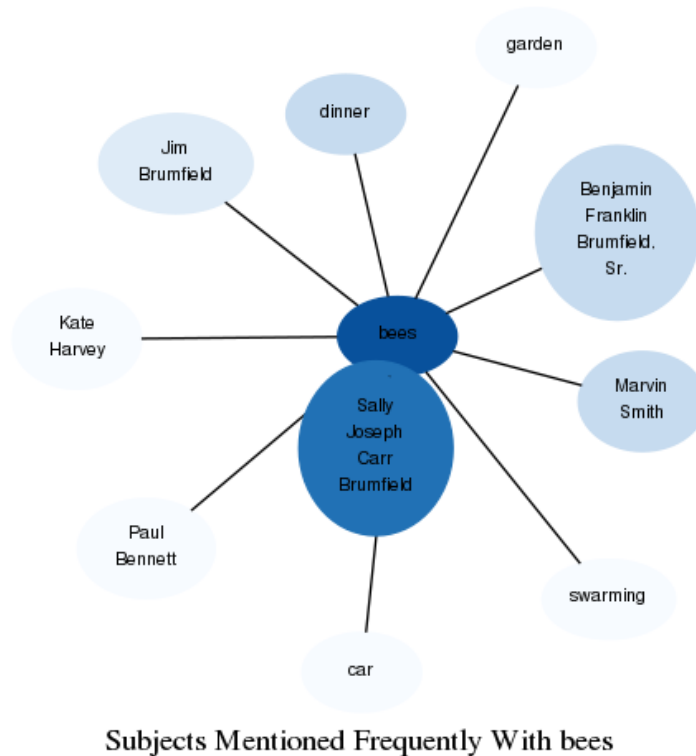 garden
dinner
Jim
Brumfield
Benjamin
Franklin
Brumfield,
Sr.
Kate
Harvey
bees
Marvin
Smith
Sally
Joseph
Carr
Brumfield
Paul
Bennett
swarming
car
Subjects Mentioned Frequently With bees